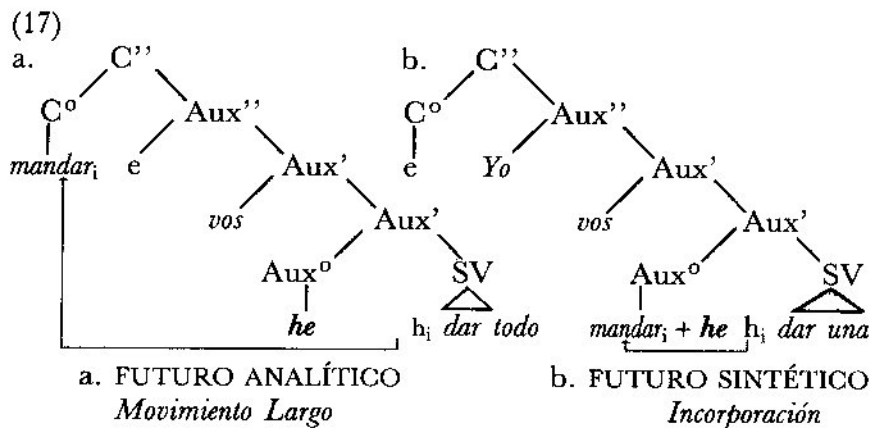 (17)
a. C’’ b. C’’
Cº Aux’’ Cº Aux’’
mandarᵢ e Aux’ e Yo Aux’
vos Aux’ vos Aux’
Auxº SV Auxº SV
he hᵢ dar todo mandarᵢ + he hᵢ dar una
a. FUTURO ANALÍTICO b. FUTURO SINTÉTICO
Movimiento Largo Incorporación